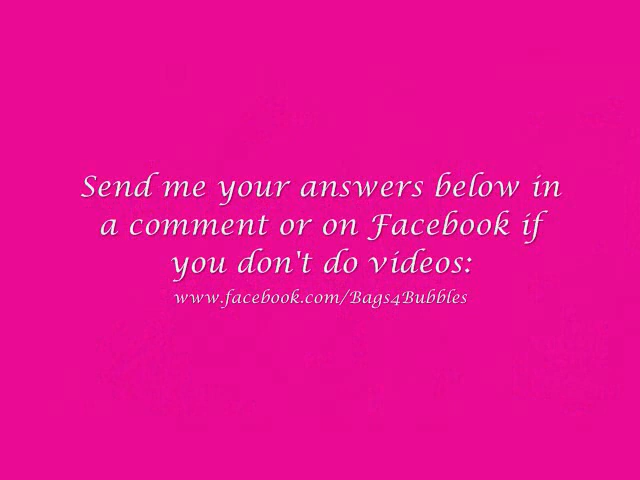 Send me your answers below in
a comment or on Facebook if
you don't do videos:
www.facebook.com/Bags4Bubbles